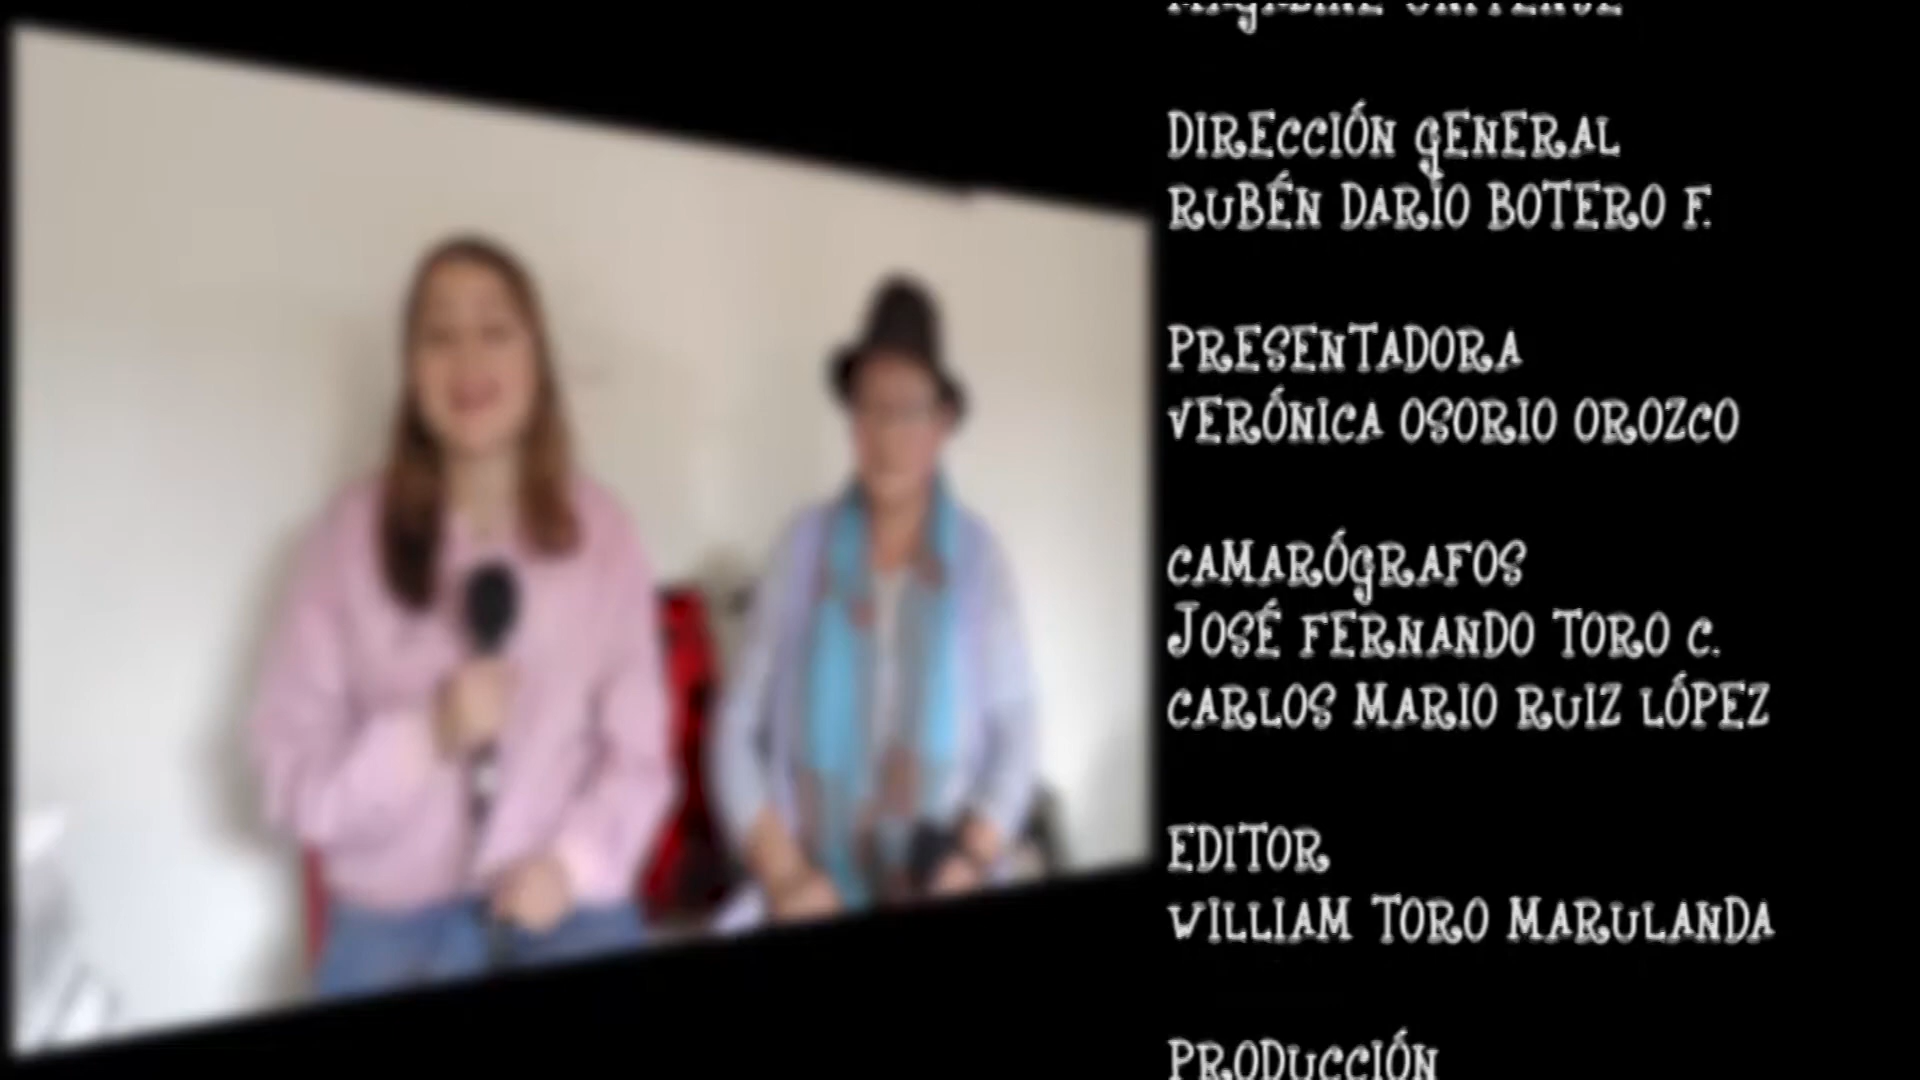 DIRECCIÓN GENERAL
RUBÉN DARÍO BOTERO F.
PRESENTADORA
VERÓNICA OSORIO OROZCO
CAMARÓGRAFOS
JOSÉ FERNANDO TORO C.
CARLOS MARIO RUIZ LÓPEZ
EDITOR
WILLIAM TORO MARULANDA
PRODUCCIÓN